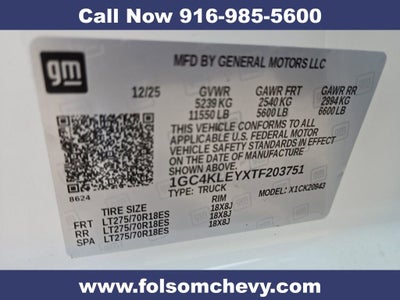 Call Now 916-985-5600
gm
MFD BY GENERAL MOTORS LLC
12/25 GVWR GAWR FRT GAWR RR
5239 KG 2540 KG 2994 KG
11550 LB 5600 LB 6600 LB
THIS VEHICLE CONFORMS TO ALL
APPLICABLE U.S. FEDERAL MOTOR
VEHICLE SAFETY STANDARDS IN EFFECT
ON THE DATE OF MANUFACTURE
1GC4KLEYXTF203751
TYPE: TRUCK MODEL: X1CK20943
8624
TIRE SIZE RIM
FRT LT275/70R18ES 18X8J
RR LT275/70R18ES 18X8J
SPA LT275/70R18ES 18X8J
www.folsomchevy.com